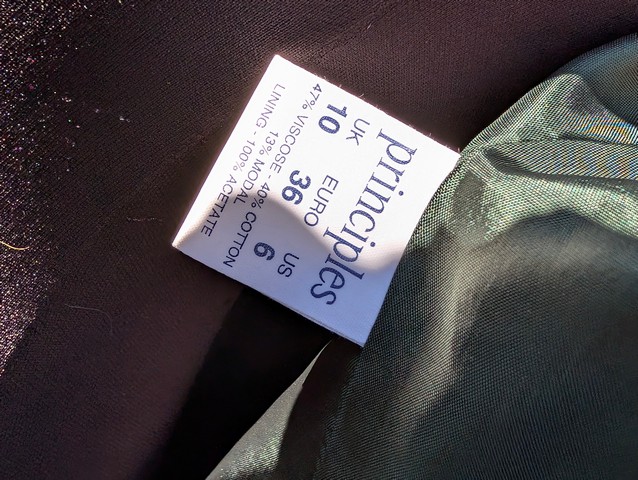 principles
UK EURO US
10 36 6
47% VISCOSE 40% COTTON
13% MODAL
LINING - 100% ACETATE